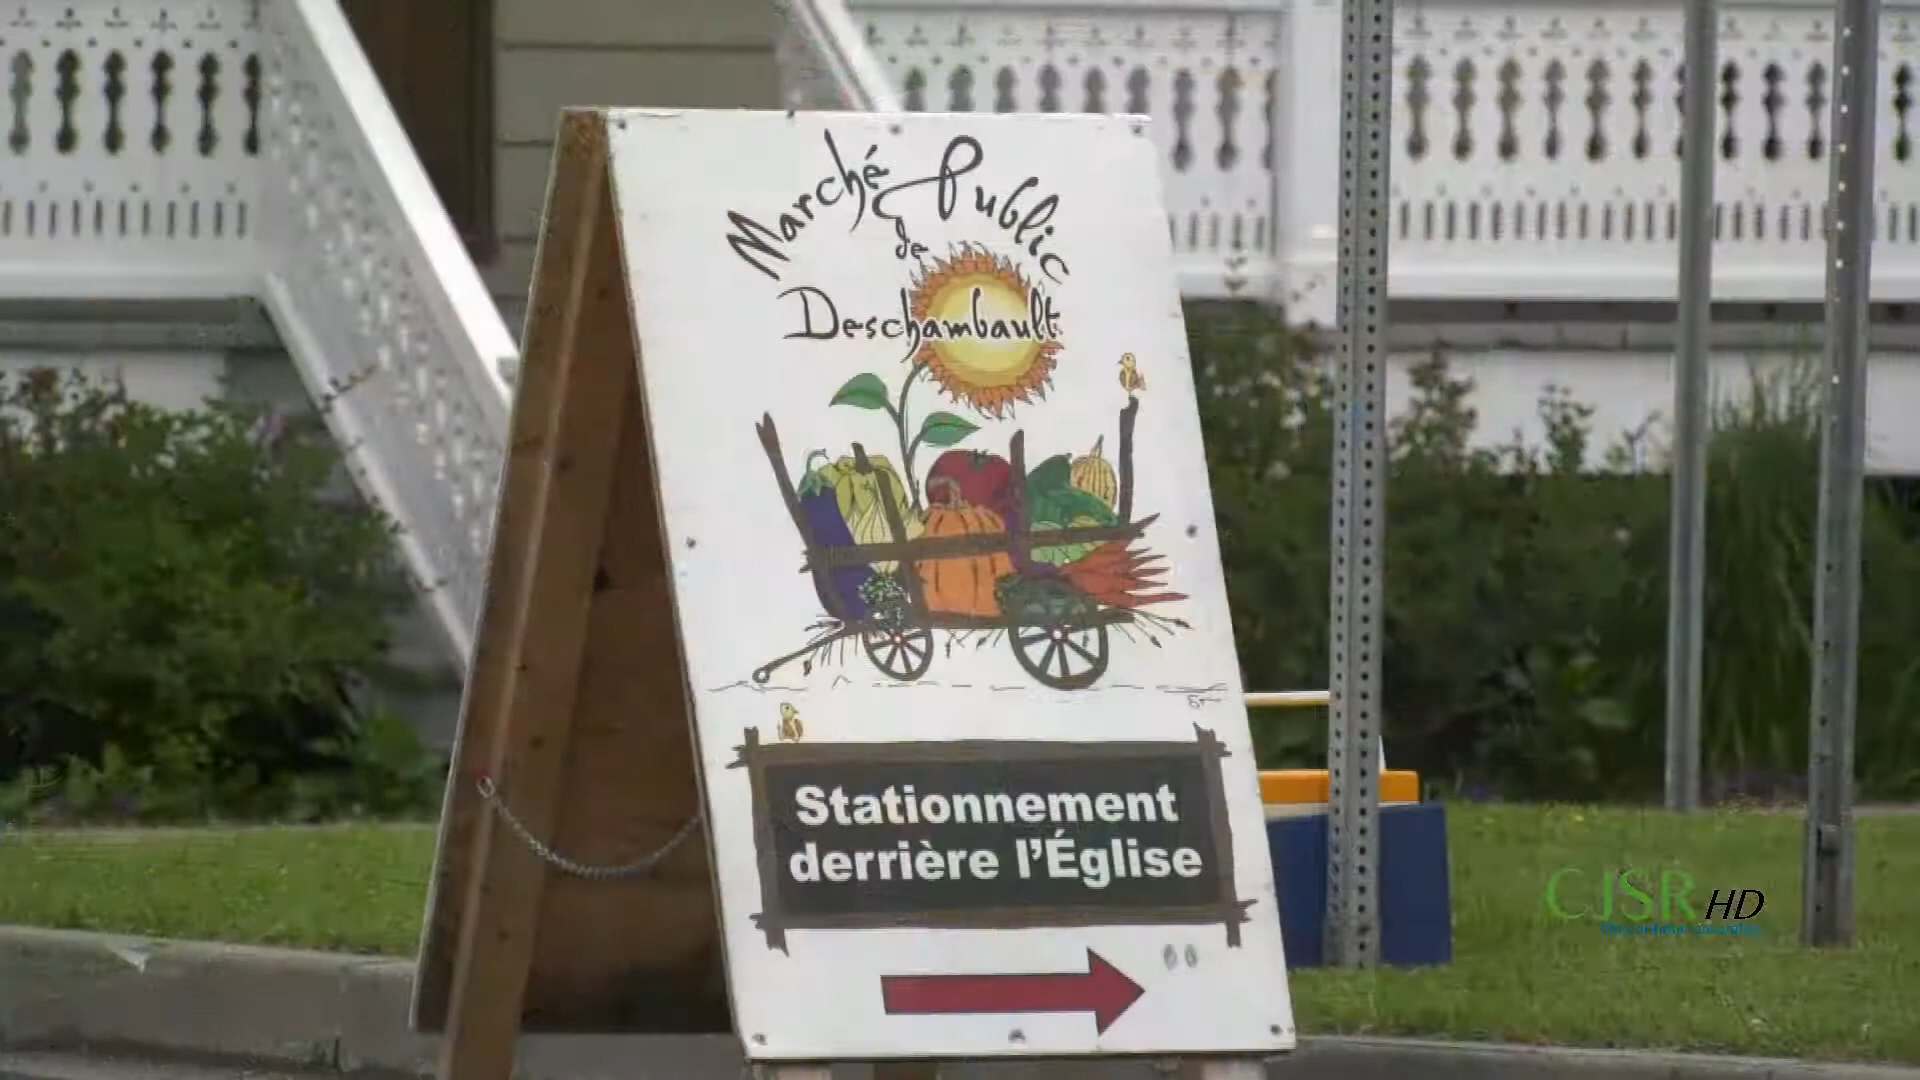 Marché Public
de
Deschambault
Stationnement
derrière l'Église
CJSR HD